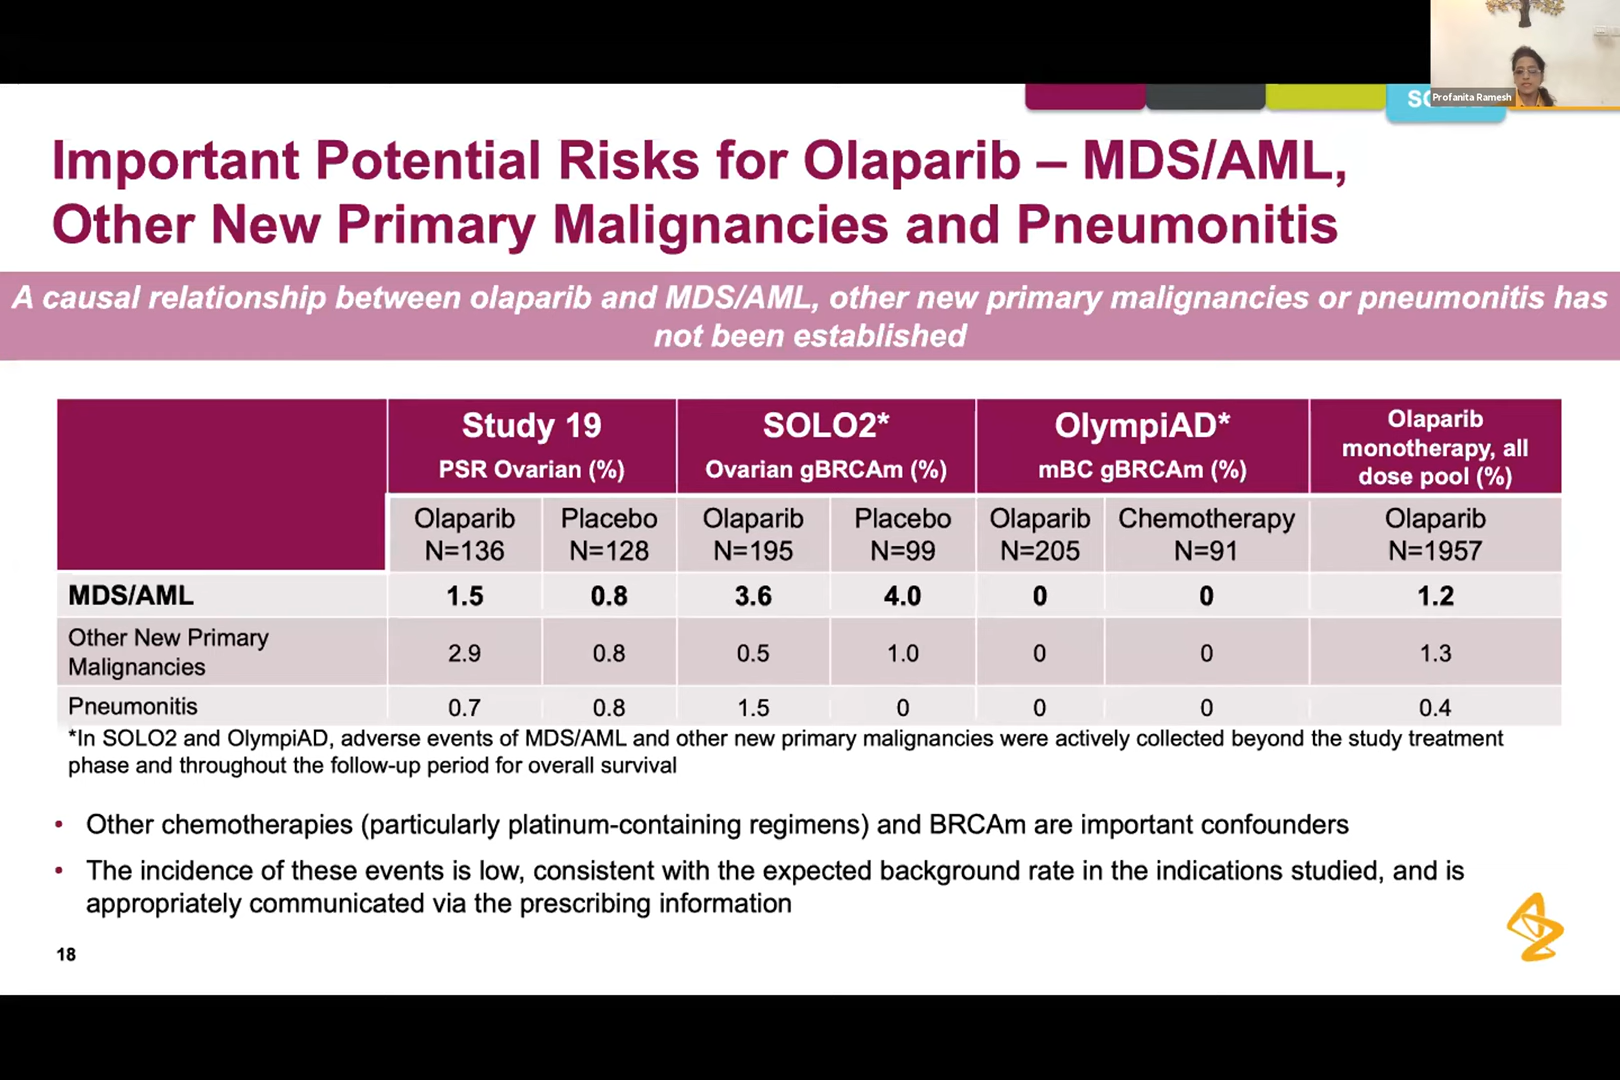 SO
Profanita Ramesh
Important Potential Risks for Olaparib – MDS/AML,
Other New Primary Malignancies and Pneumonitis
A causal relationship between olaparib and MDS/AML, other new primary malignancies or pneumonitis has
not been established
Study 19 SOLO2* OlympiAD* Olaparib
monotherapy, all
PSR Ovarian (%) Ovarian gBRCAm (%) mBC gBRCAm (%) dose pool (%)
Olaparib Placebo Olaparib Placebo Olaparib Chemotherapy Olaparib
N=136 N=128 N=195 N=99 N=205 N=91 N=1957
MDS/AML 1.5 0.8 3.6 4.0 0 0 1.2
Other New Primary
Malignancies 2.9 0.8 0.5 1.0 0 0 1.3
Pneumonitis 0.7 0.8 1.5 0 0 0 0.4
*In SOLO2 and OlympiAD, adverse events of MDS/AML and other new primary malignancies were actively collected beyond the study treatment
phase and throughout the follow-up period for overall survival
• Other chemotherapies (particularly platinum-containing regimens) and BRCAm are important confounders
• The incidence of these events is low, consistent with the expected background rate in the indications studied, and is
appropriately communicated via the prescribing information
18